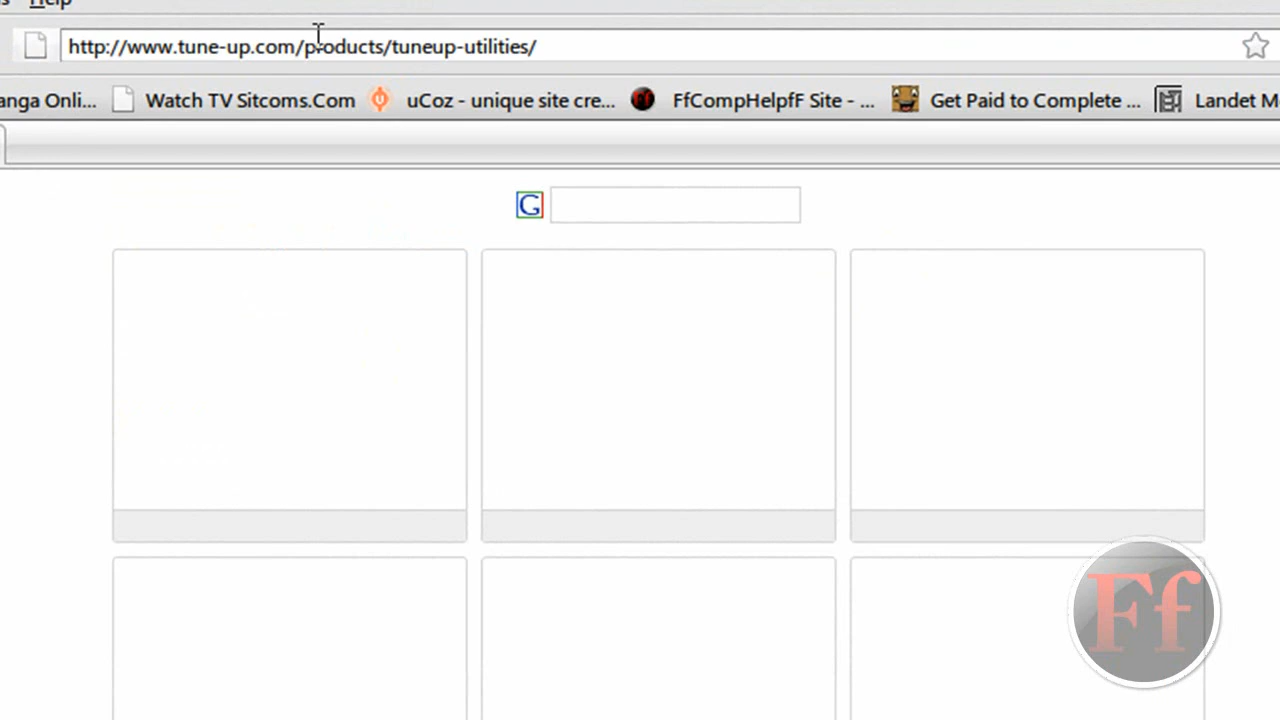 Help
http://www.tune-up.com/products/tuneup-utilities/
anga Onli... Watch TV Sitcoms.Com uCoz - unique site cre... FfCompHelpfF Site - ... Get Paid to Complete ... Landet M
G
Ff